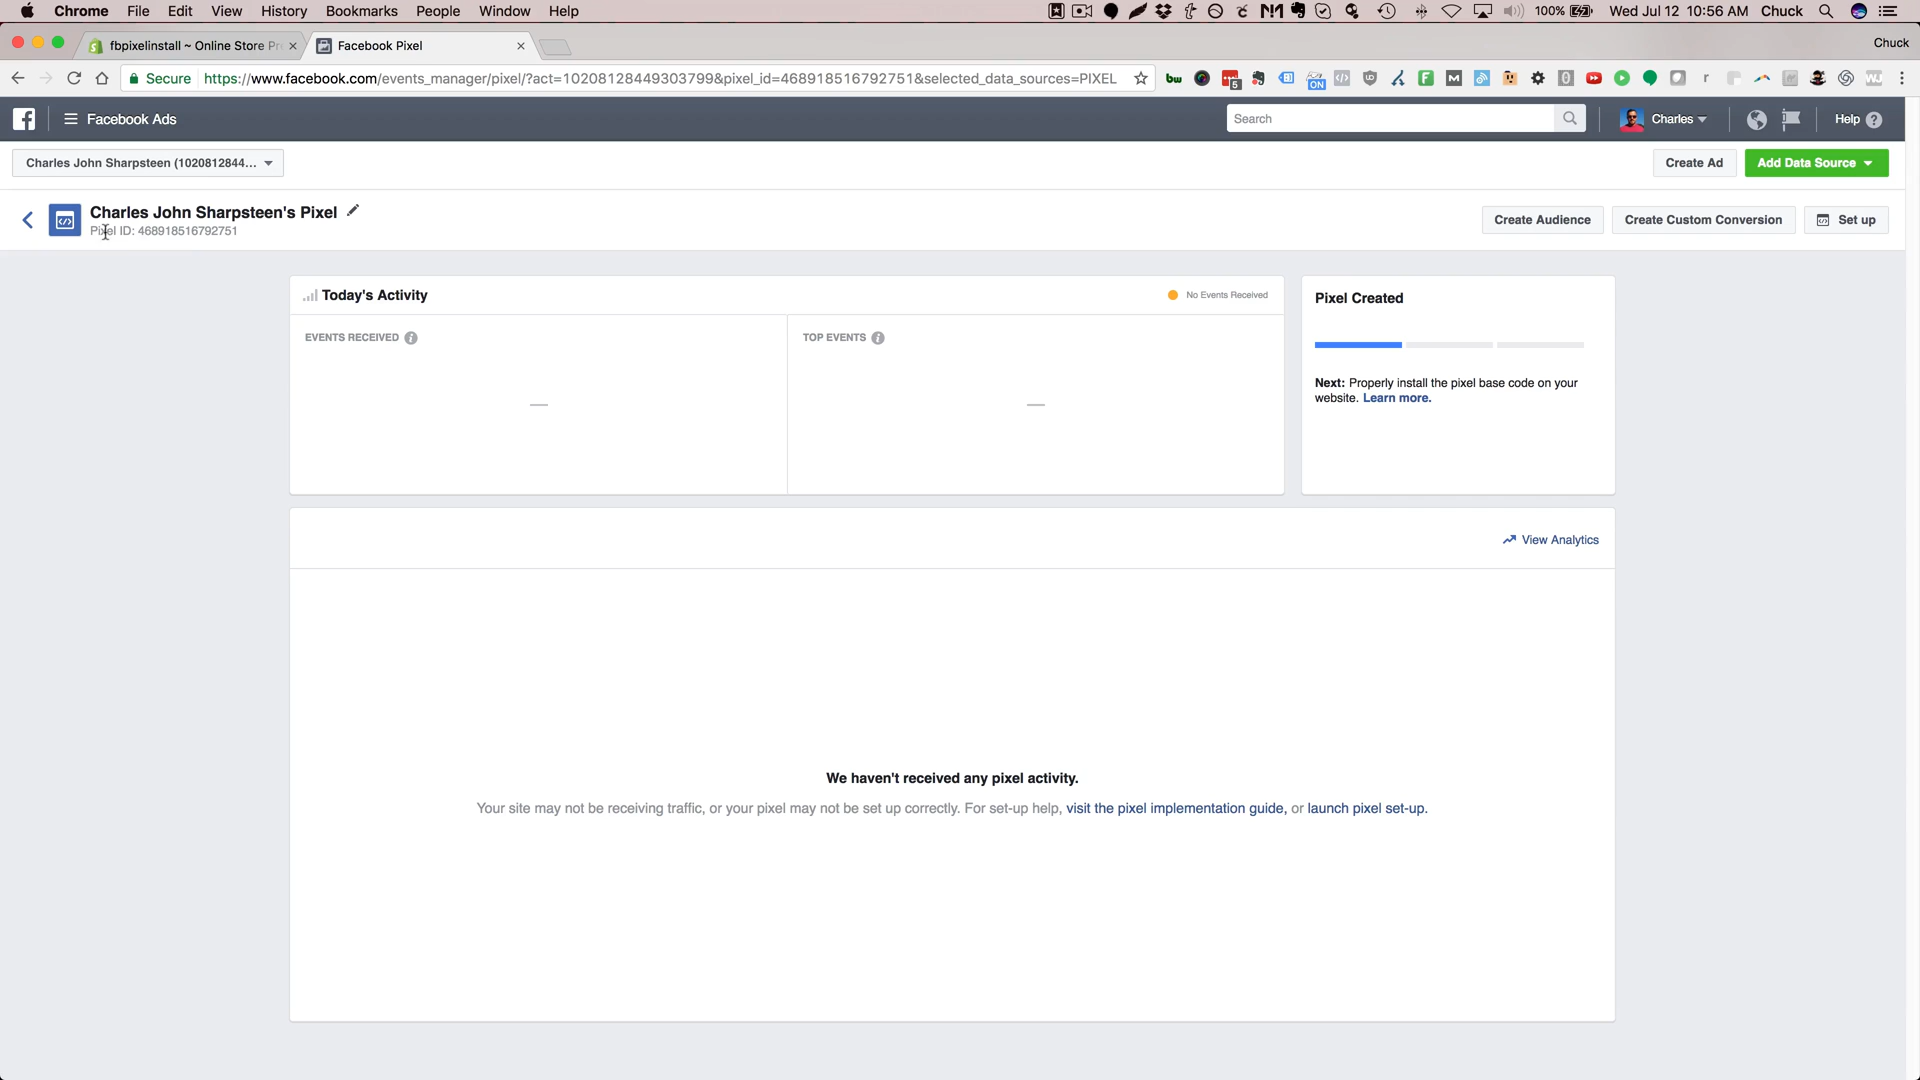 Chrome File Edit View History Bookmarks People Window Help 100% Wed Jul 12 10:56 AM Chuck
fbpixelinstall ~ Online Store Pr Facebook Pixel Chuck
Secure https://www.facebook.com/events_manager/pixel/?act=10208128449303799&pixel_id=468918516792751&selected_data_sources=PIXEL
Facebook Ads Search Charles Help
Charles John Sharpsteen (1020812844... Create Ad Add Data Source
Charles John Sharpsteen's Pixel
Pixel ID: 468918516792751
Create Audience Create Custom Conversion Set up
Today's Activity No Events Received
EVENTS RECEIVED TOP EVENTS
Pixel Created
Next: Properly install the pixel base code on your
website. Learn more.
View Analytics
We haven't received any pixel activity.
Your site may not be receiving traffic, or your pixel may not be set up correctly. For set-up help, visit the pixel implementation guide, or launch pixel set-up.